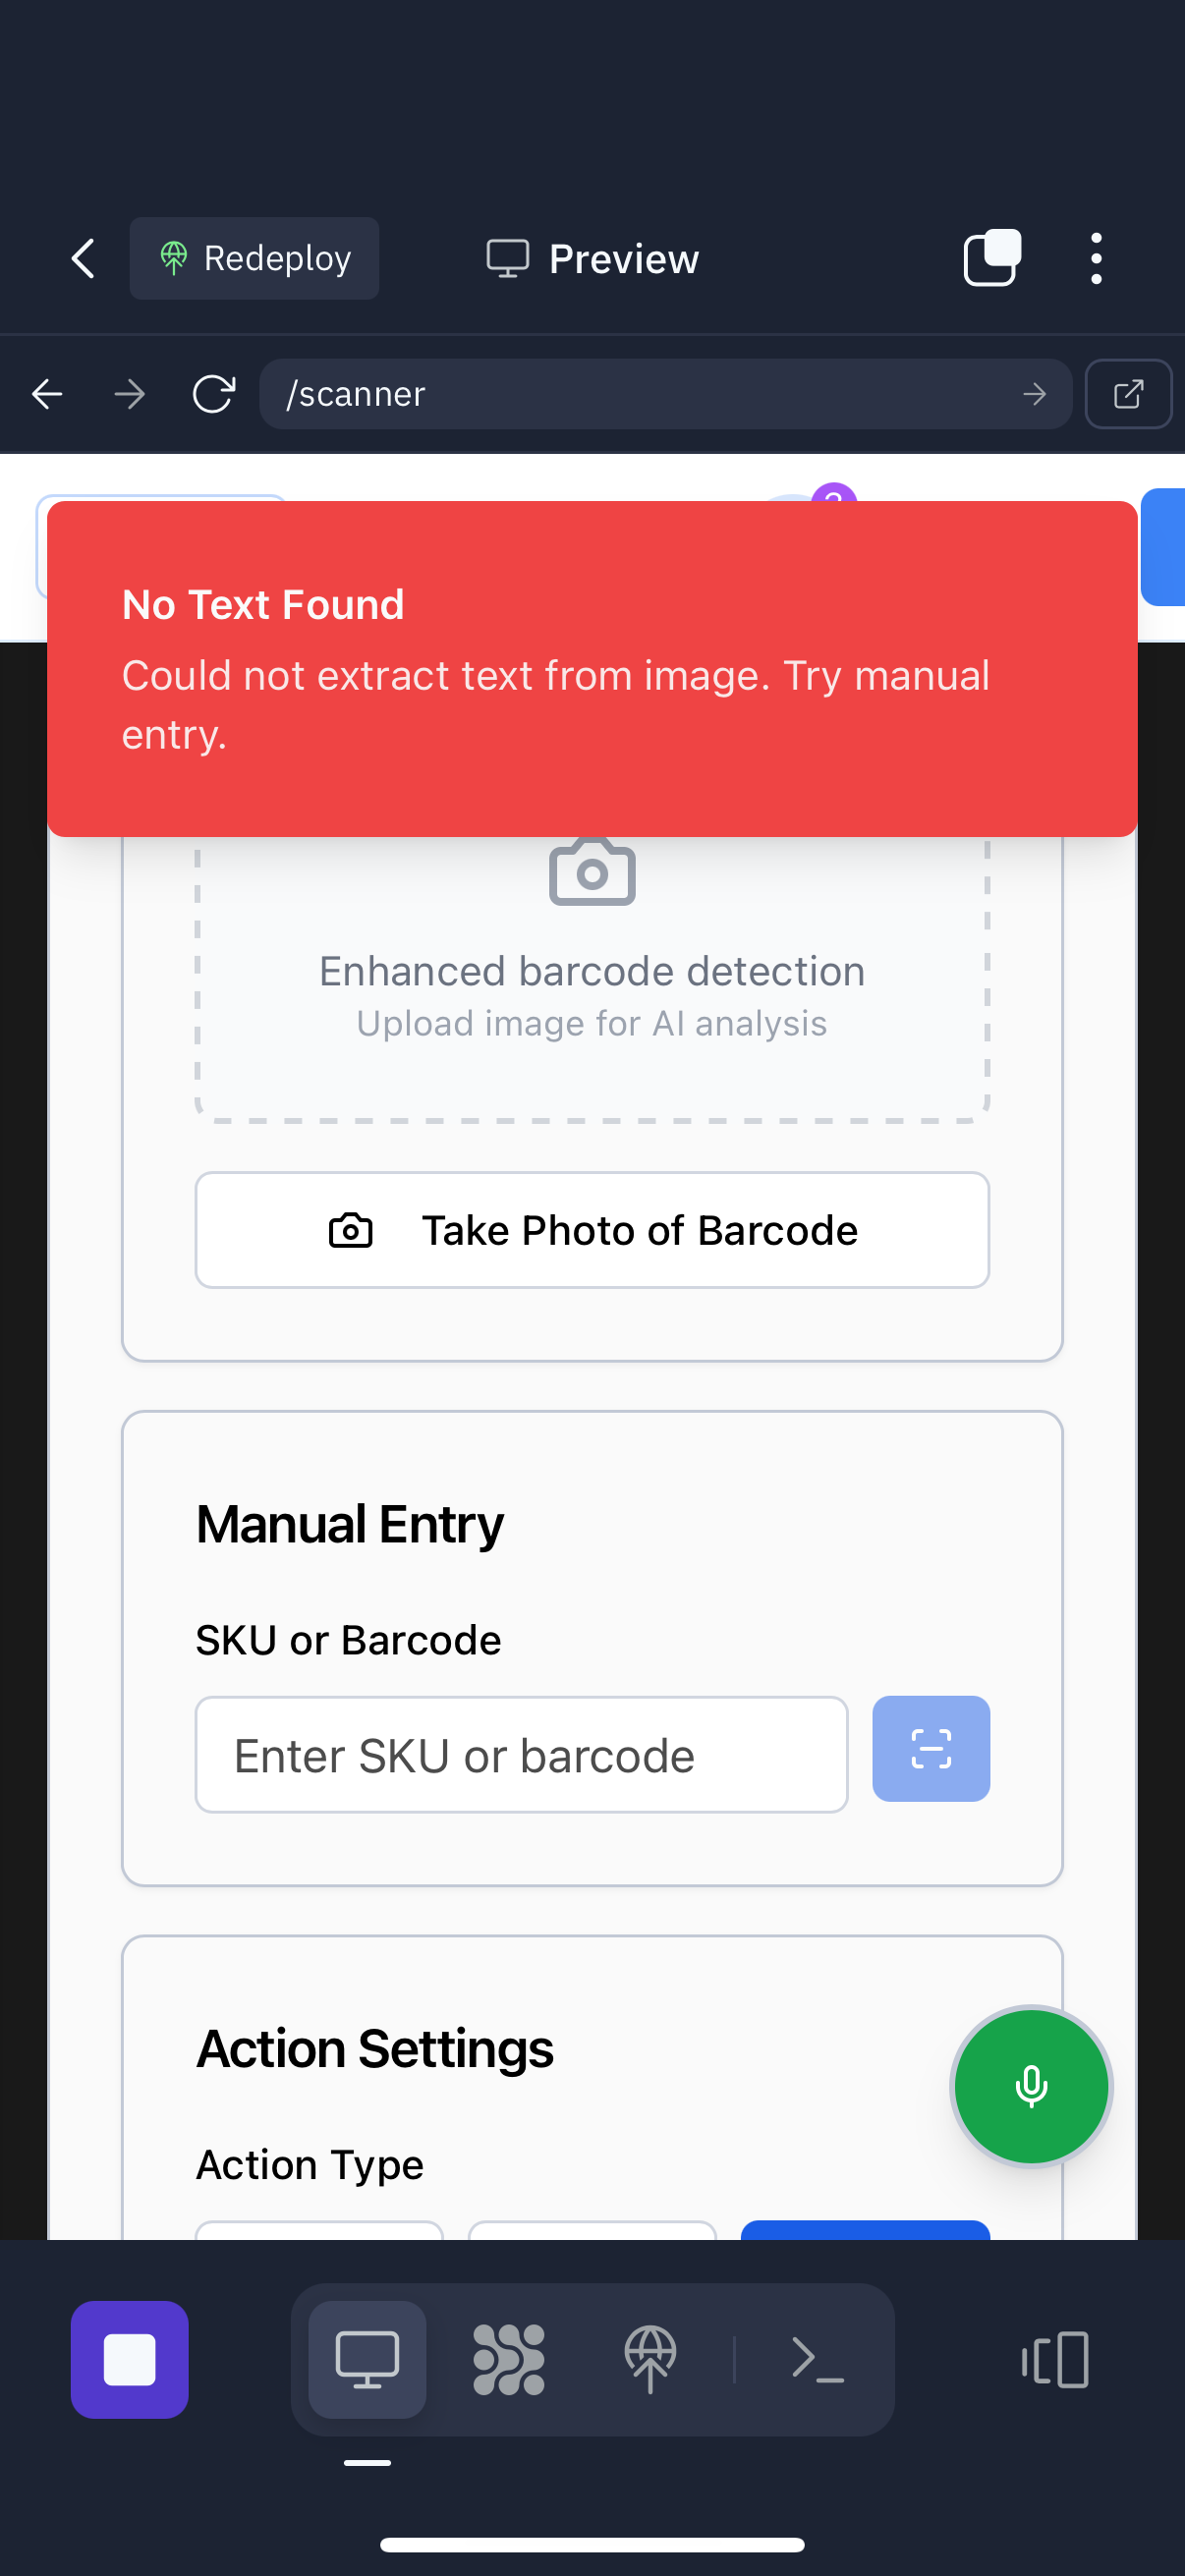 Redeploy
Preview
/scanner
No Text Found
Could not extract text from image. Try manual
entry.
Enhanced barcode detection
Upload image for AI analysis
Take Photo of Barcode
Manual Entry
SKU or Barcode
Enter SKU or barcode
Action Settings
Action Type